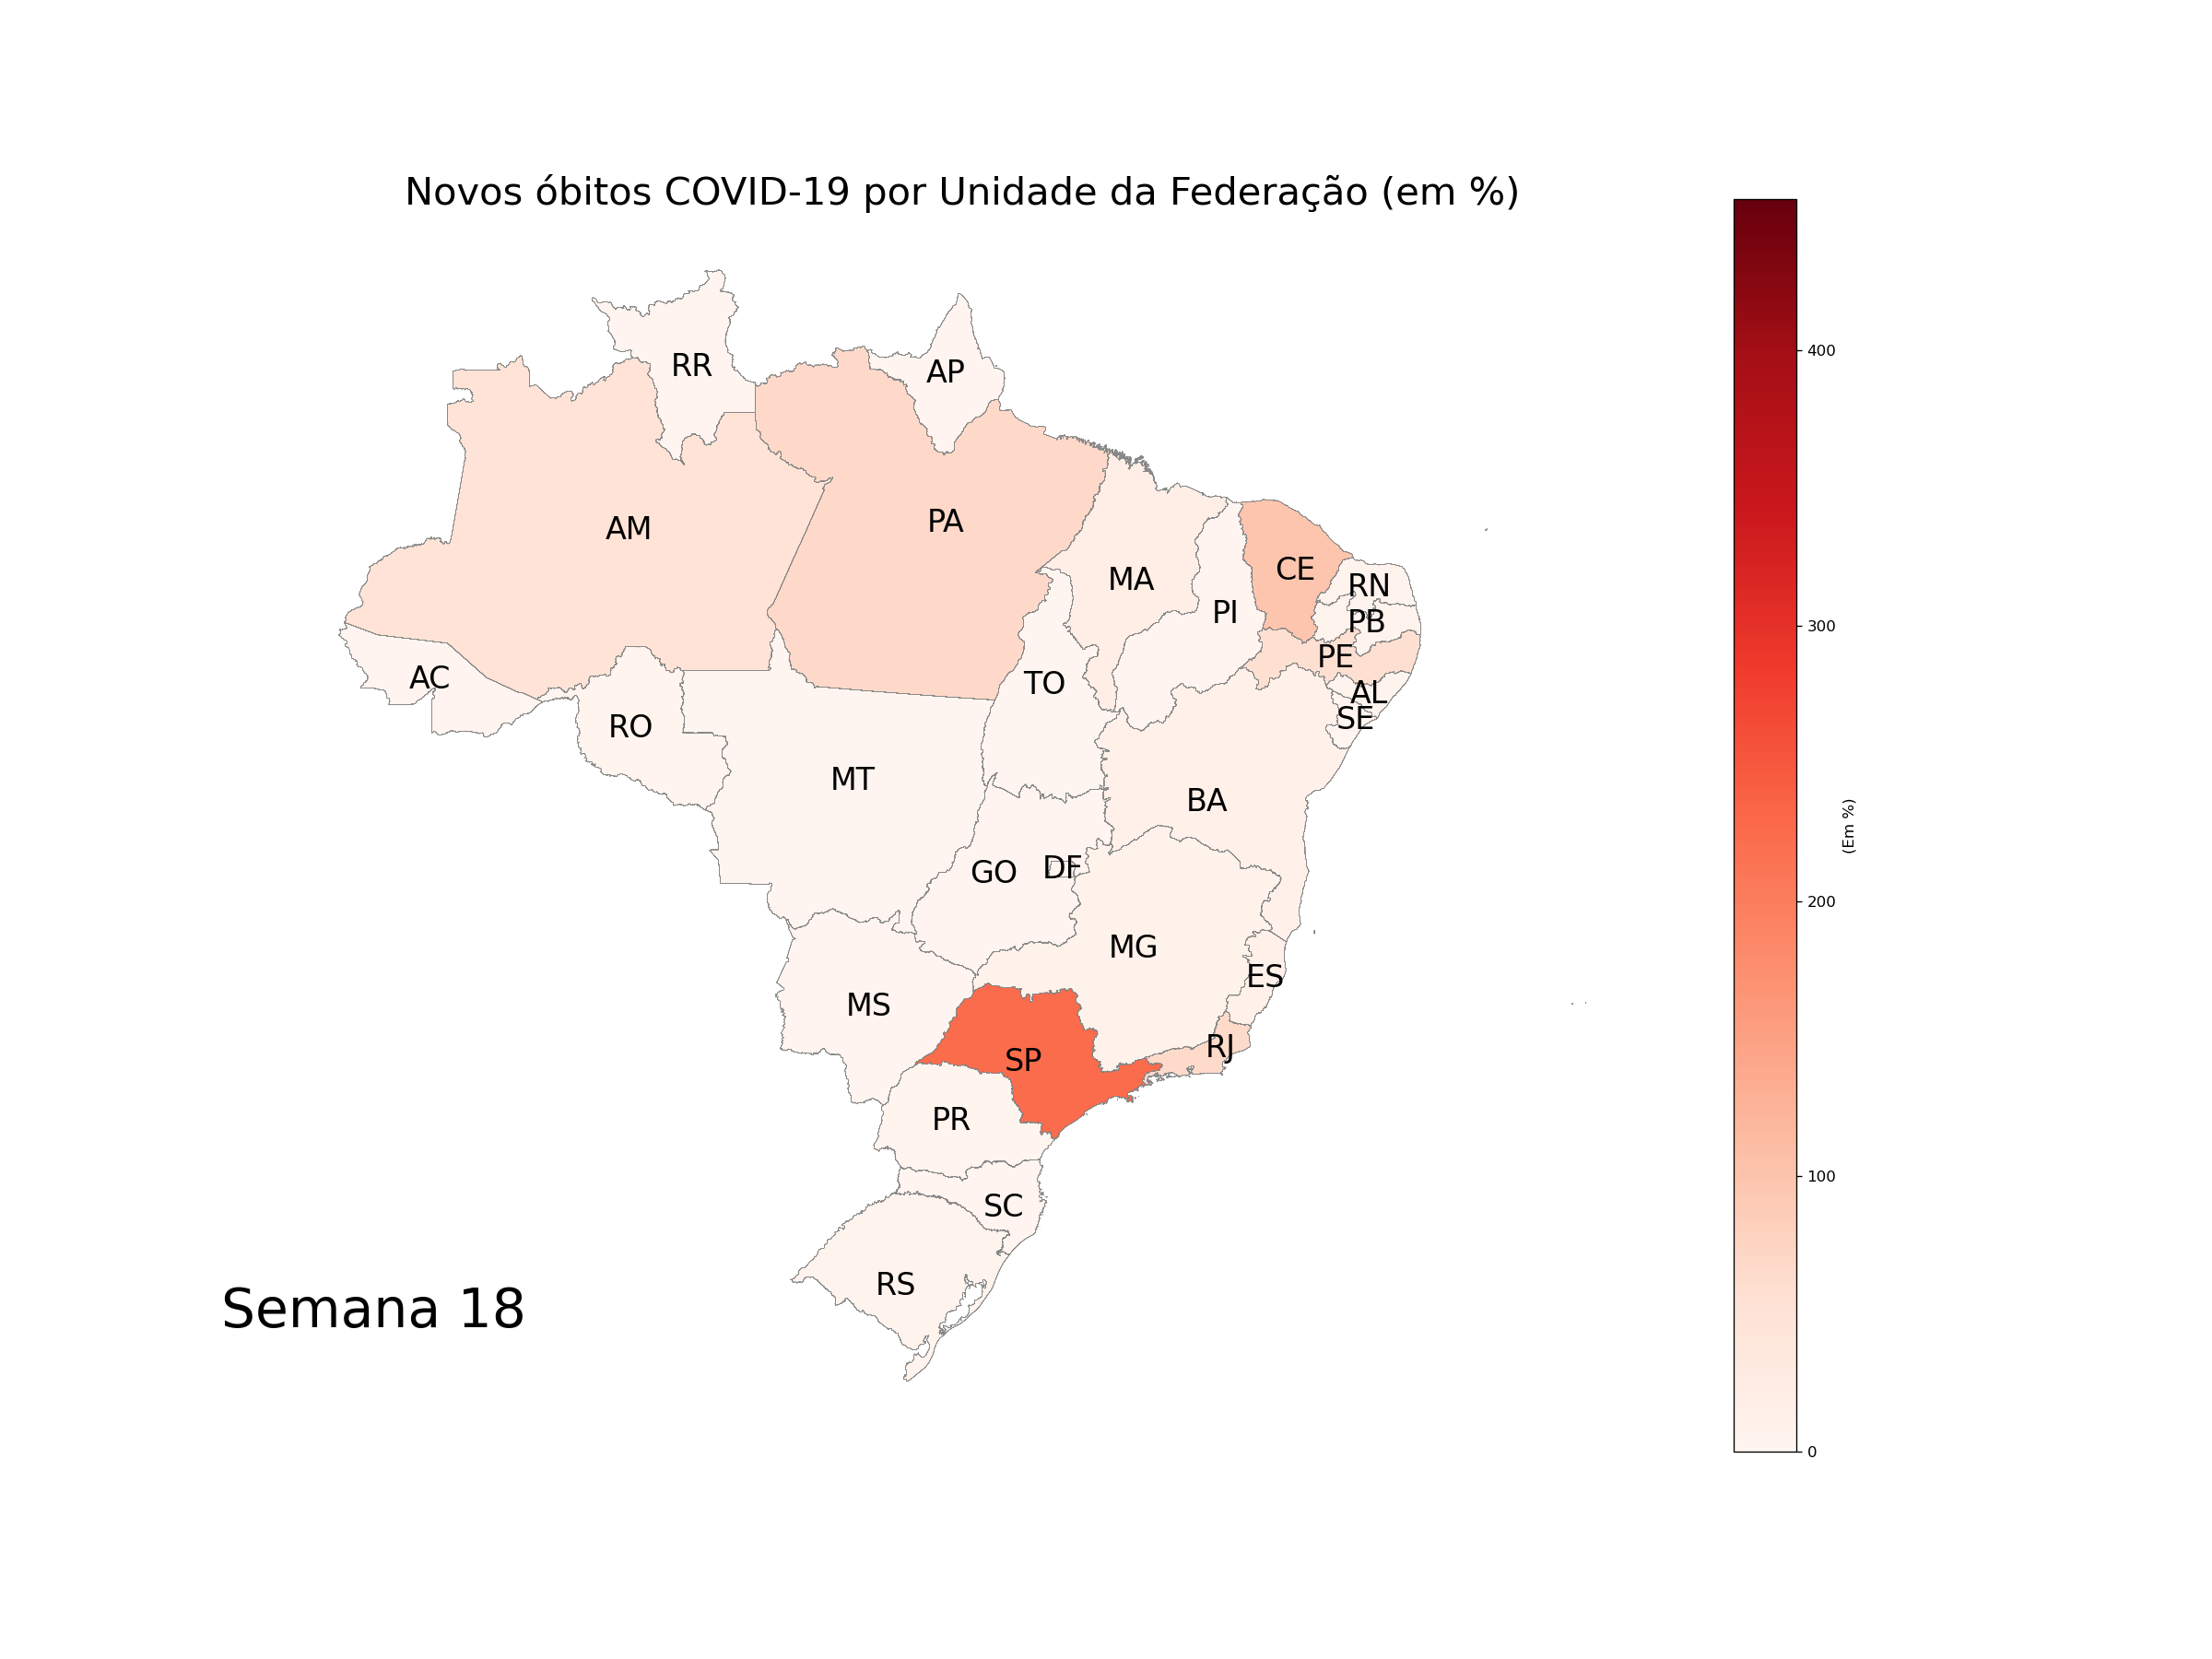 Novos óbitos COVID-19 por Unidade da Federação (em %)
RR
AP
AM
PA
MA
CE
PI
RN
PB
PE
AL
SE
AC
RO
TO
MT
BA
GO
DF
MG
ES
MS
SP
RJ
PR
SC
RS
Semana 18
400
300
200
100
0
(Em %)